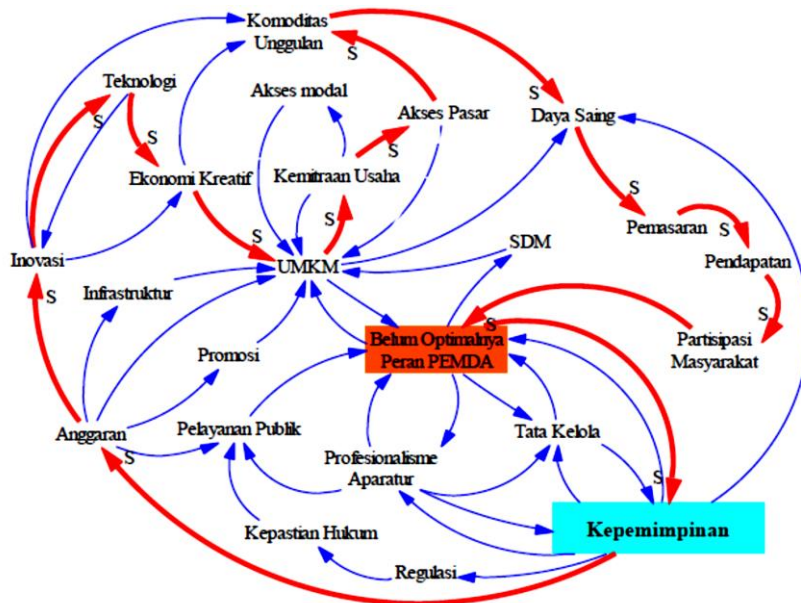 Komoditas
Unggulan
S
Teknologi
S
Akses modal
Akses Pasar
S
Daya Saing
S
S
Ekonomi Kreatif
Kemitraan Usaha
S
S
S
Pemasaran
S
SDM
S
Inovasi
UMKM
Pendapatan
S
Infrastruktur
S
Belum Optimalnya
Peran PEMDA
S
Partisipasi
Masyarakat
Promosi
Anggaran
S
Pelayanan Publik
Tata Kelola
Profesionalisme
Aparatur
S
Kepastian Hukum
Kepemimpinan
Regulasi